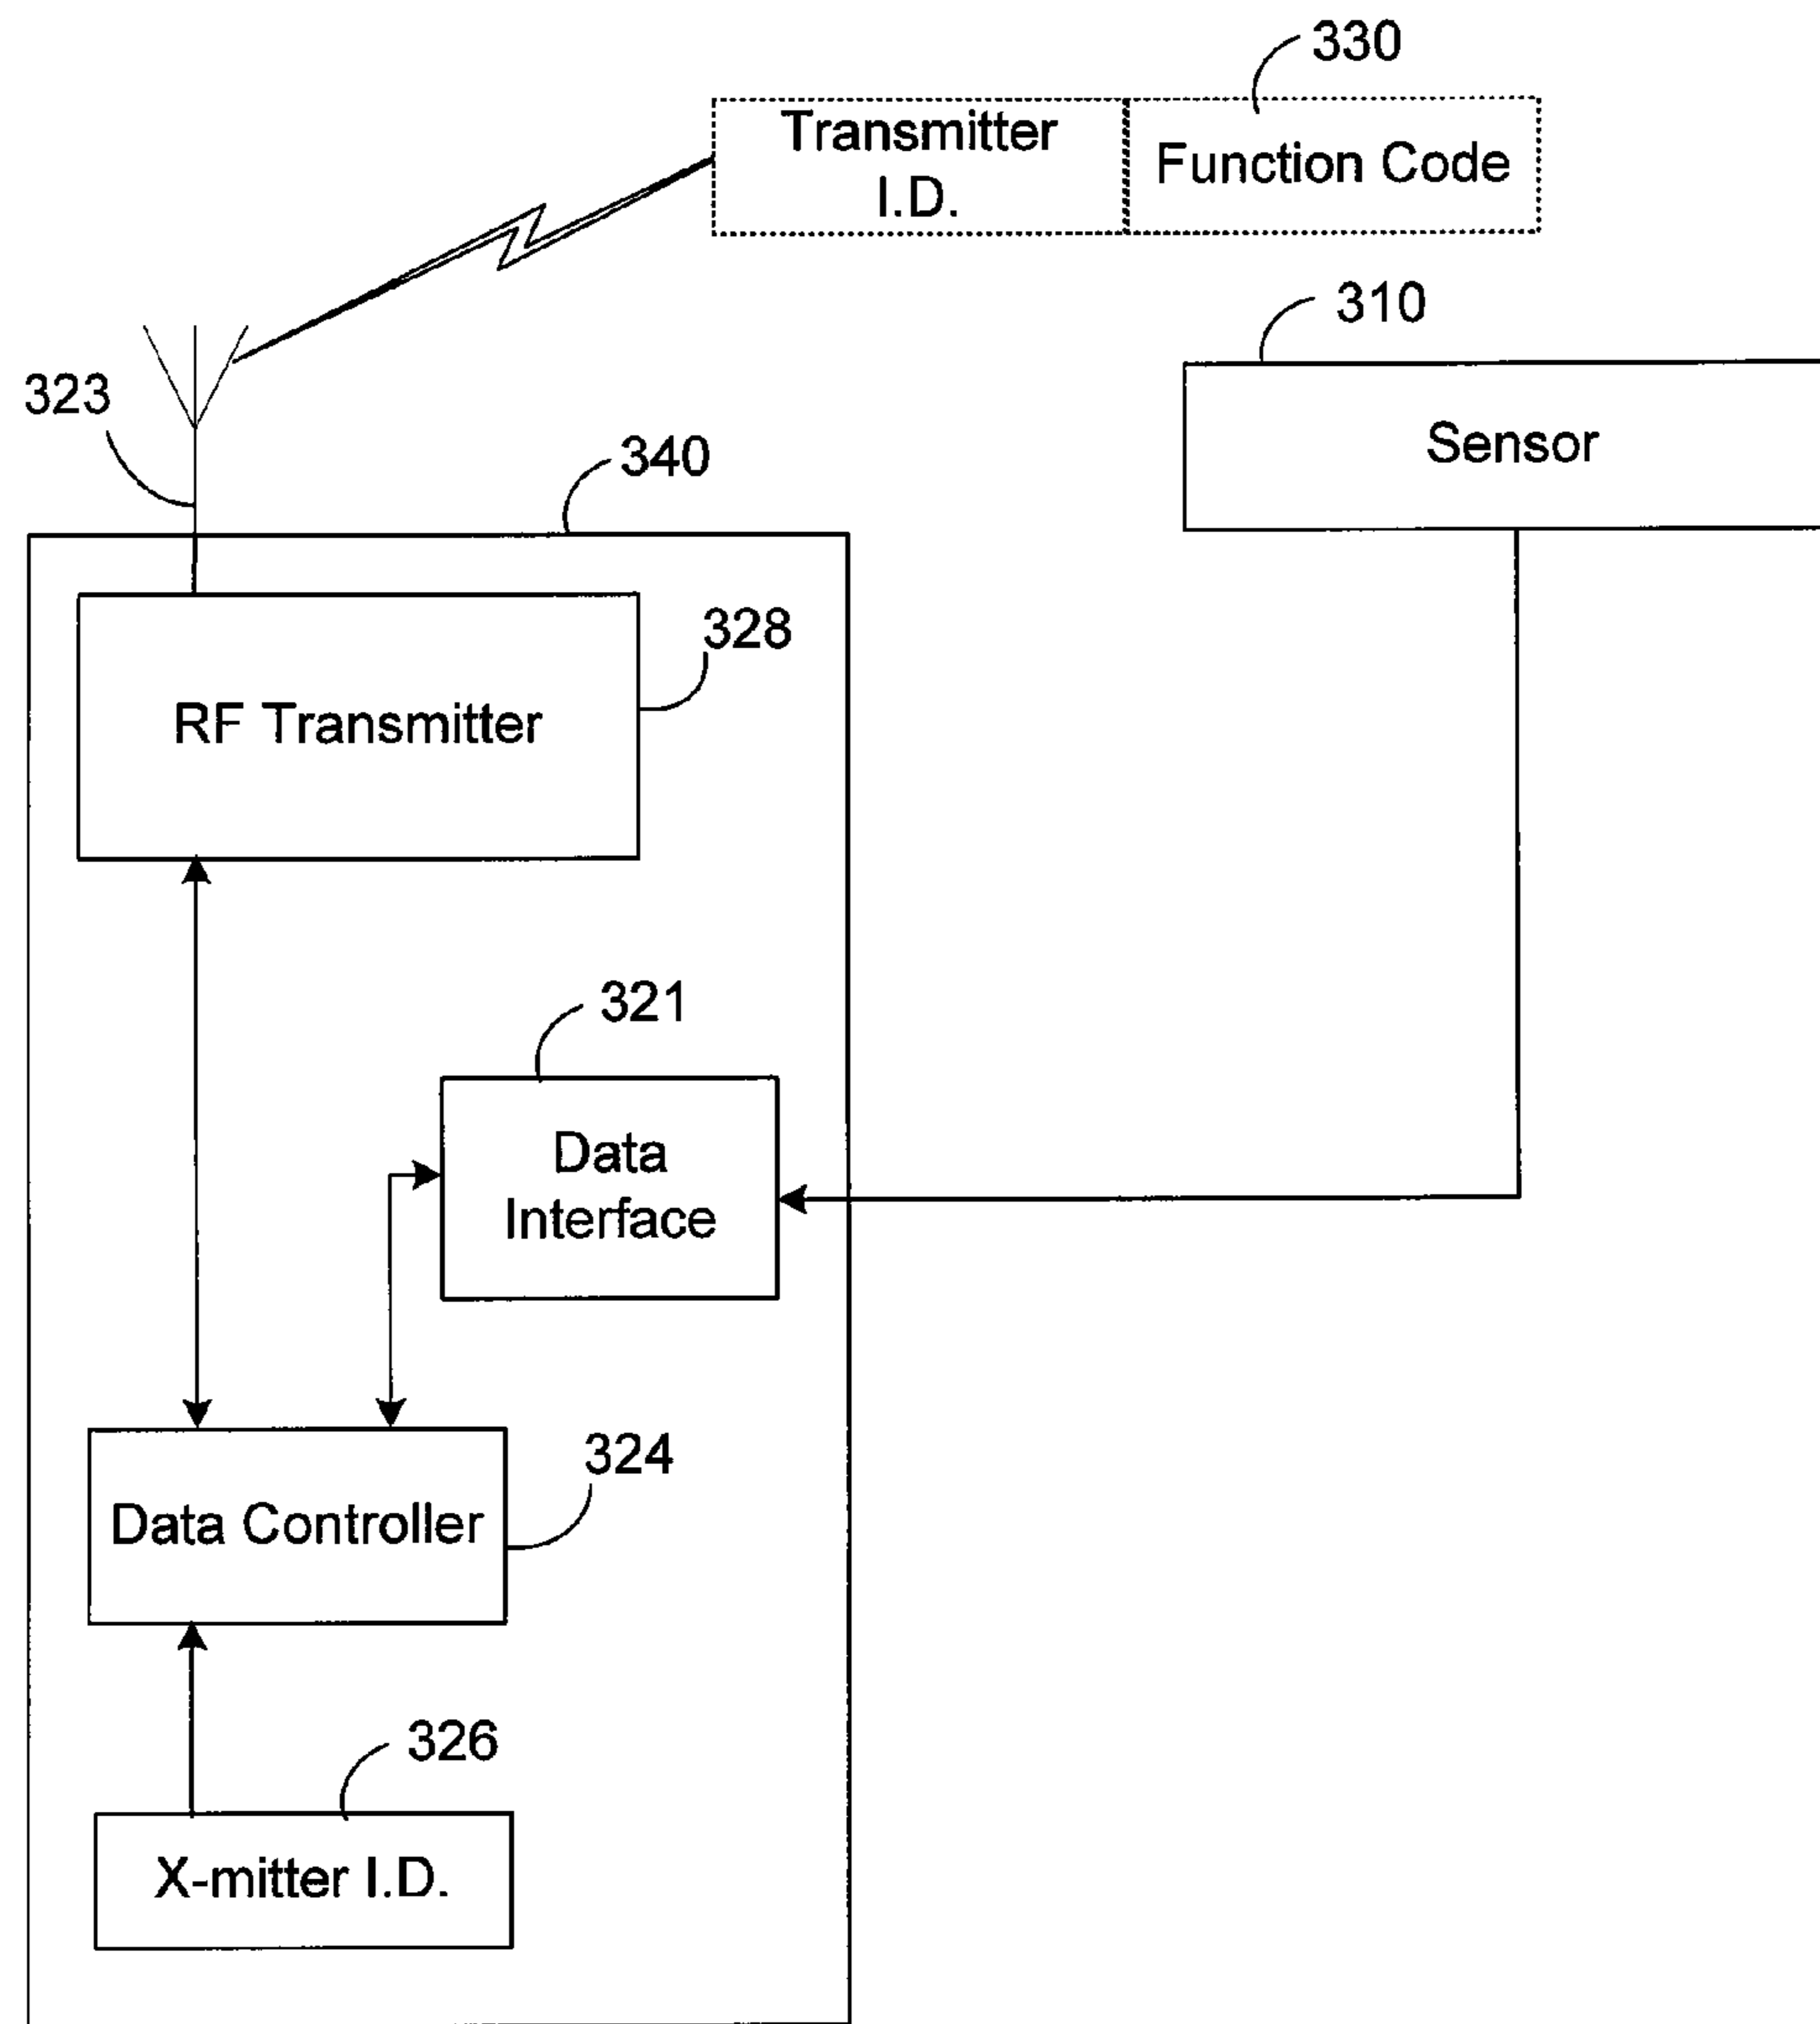 330
Transmitter
I.D.
Function Code
310
Sensor
323
340
328
RF Transmitter
321
Data
Interface
324
Data Controller
326
X-mitter I.D.